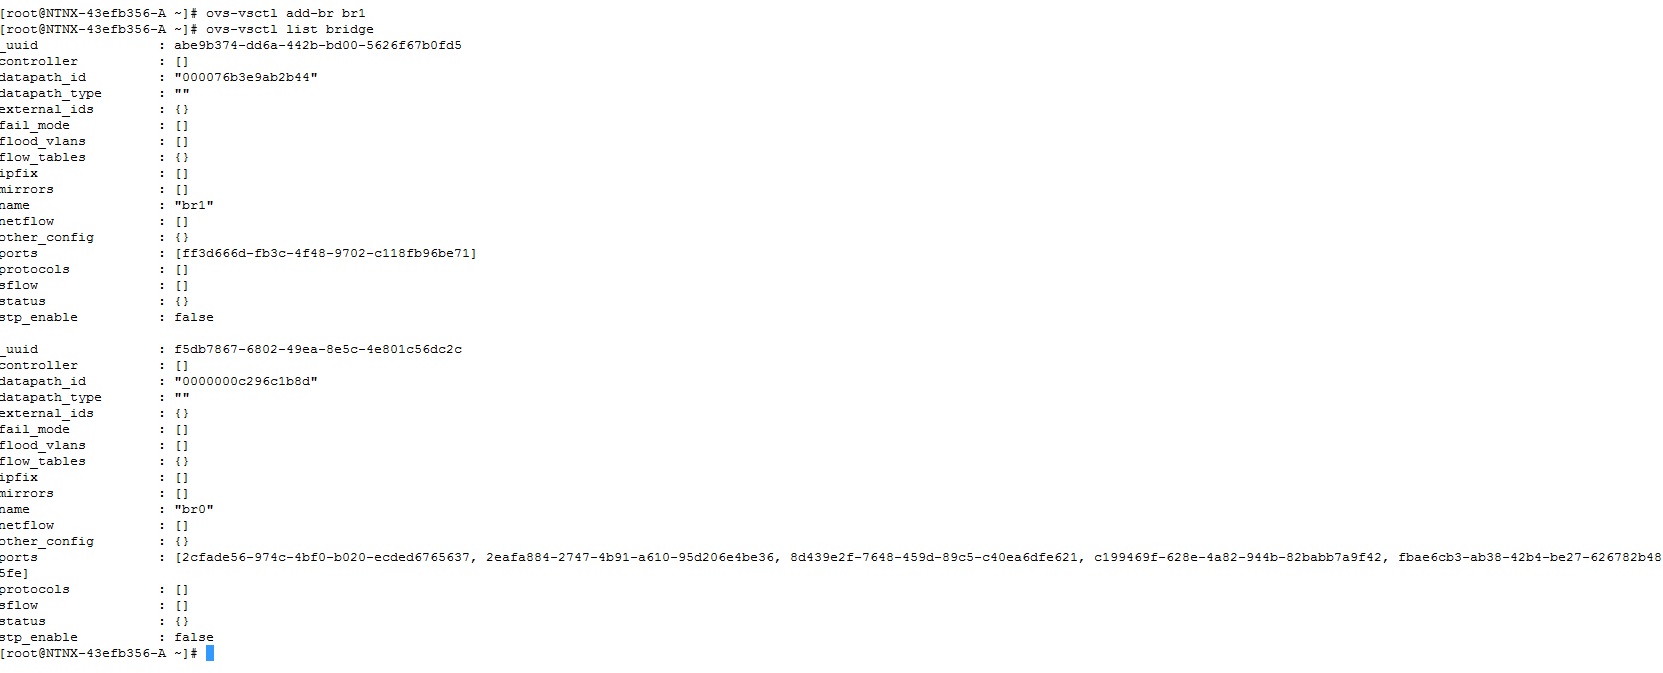 [root@NTNX-43efb356-A ~]# ovs-vsctl add-br br1
[root@NTNX-43efb356-A ~]# ovs-vsctl list bridge
_uuid : abe9b374-dd6a-442b-bd00-5626f67b0fd5
controller : []
datapath_id : "000076b3e9ab2b44"
datapath_type : ""
external_ids : {}
fail_mode : []
flood_vlans : []
flow_tables : {}
ipfix : []
mirrors : []
name : "br1"
netflow : []
other_config : {}
ports : [ff3d666d-fb3c-4f48-9702-c118fb96be71]
protocols : []
sflow : []
status : {}
stp_enable : false
_uuid : f5db7867-6802-49ea-8e5c-4e801c56dc2c
controller : []
datapath_id : "0000000c296c1b8d"
datapath_type : ""
external_ids : {}
fail_mode : []
flood_vlans : []
flow_tables : {}
ipfix : []
mirrors : []
name : "br0"
netflow : []
other_config : {}
ports : [2cfade56-974c-4bf0-b020-ecded6765637, 2eafa884-2747-4b91-a610-95d206e4be36, 8d439e2f-7648-459d-89c5-c40ea6dfe621, c199469f-628e-4a82-944b-82babb7a9f42, fbae6cb3-ab38-42b4-be27-626782b48
5fe]
protocols : []
sflow : []
status : {}
stp_enable : false
[root@NTNX-43efb356-A ~]#